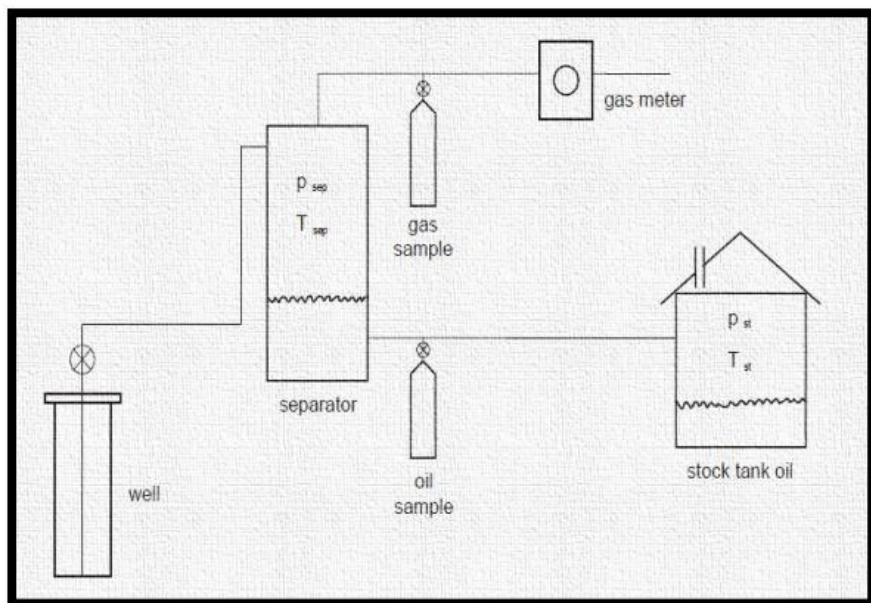 gas meter
p sep
T sep
gas
sample
p st
T st
separator
well
oil
sample
stock tank oil